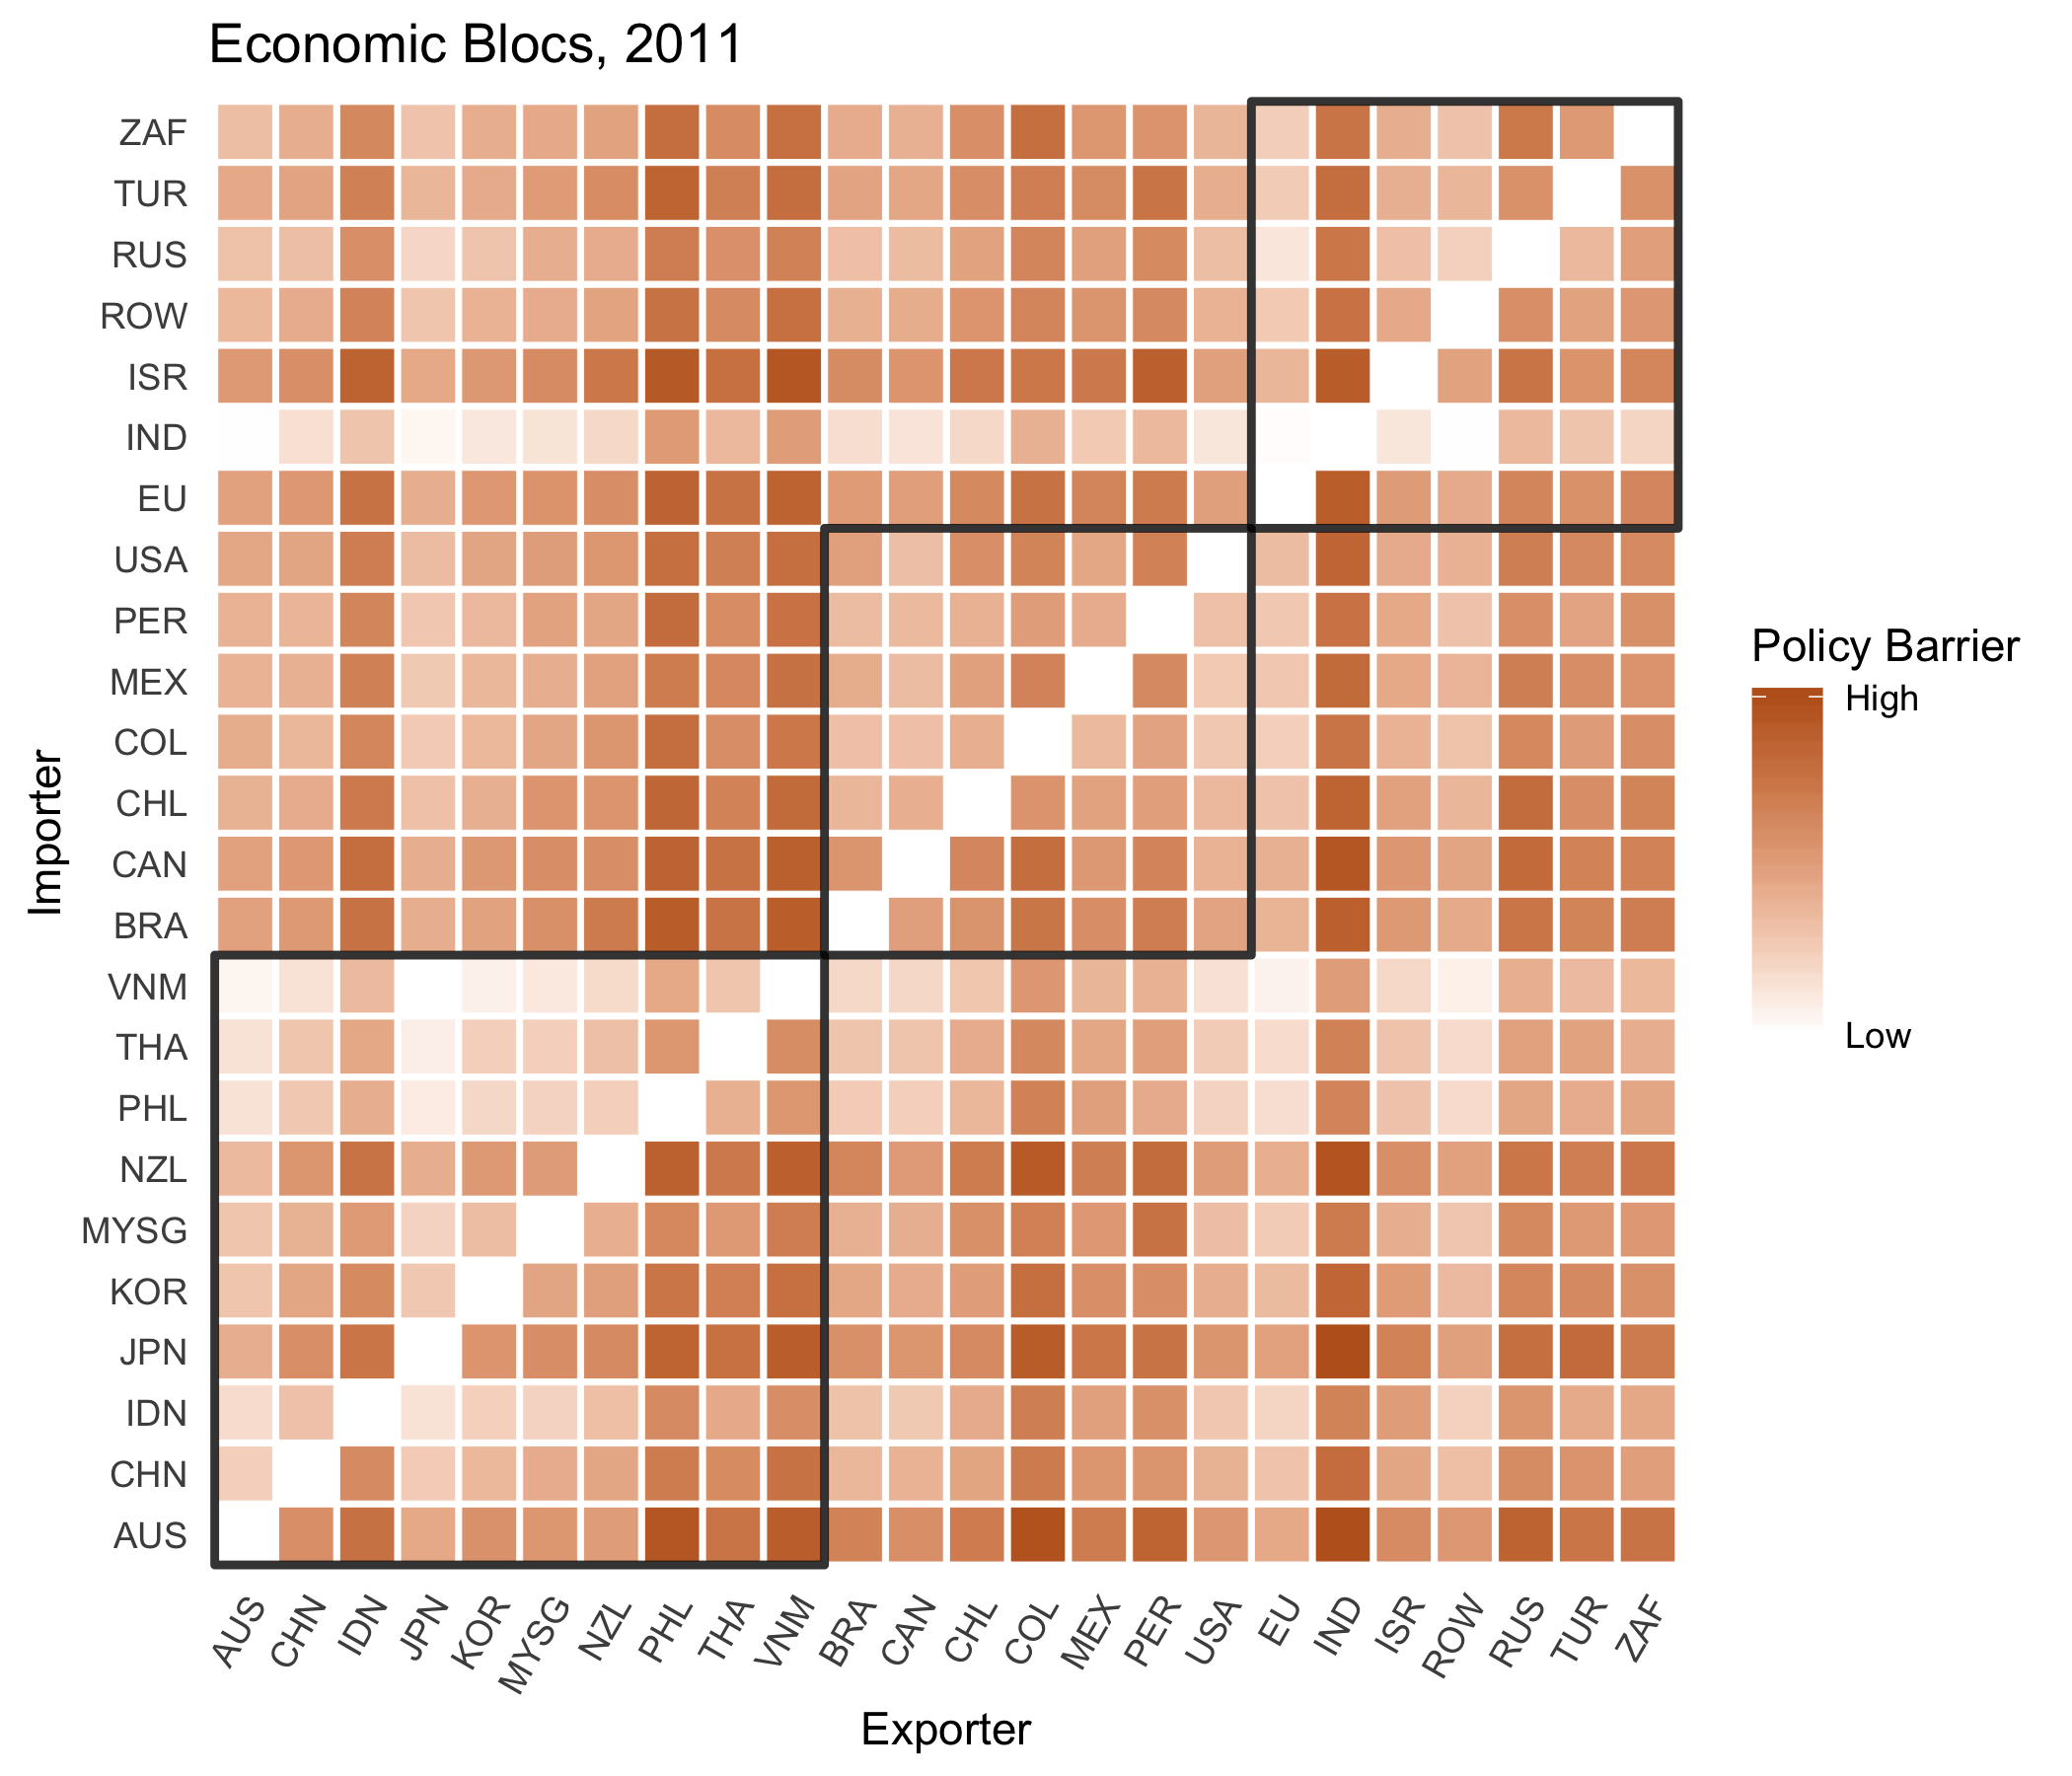 Economic Blocs, 2011
ZAF
TUR
RUS
ROW
ISR
IND
EU
USA
PER
MEX
COL
CHL
CAN
BRA
VNM
THA
PHL
NZL
MYSG
KOR
JPN
IDN
CHN
AUS
Importer
AUS CHN IDN JPN KOR MYSG NZL PHL THA VNM BRA CAN CHL COL MEX PER USA EU IND ISR ROW RUS TUR ZAF
Exporter
Policy Barrier
High
Low